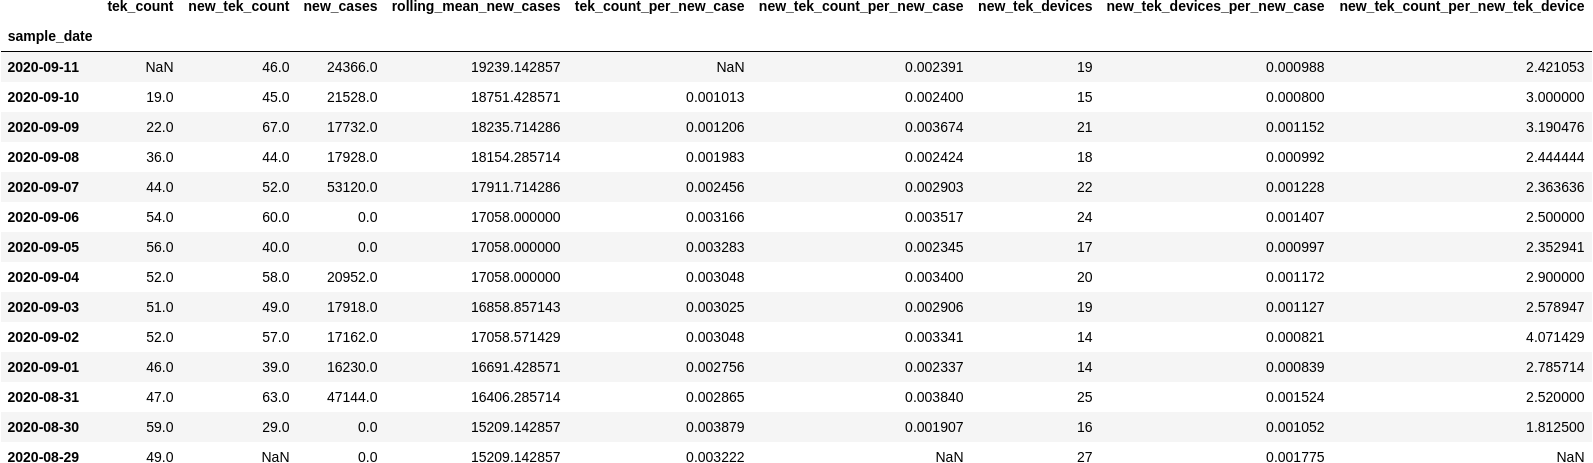 tek_count new_tek_count new_cases rolling_mean_new_cases tek_count_per_new_case new_tek_count_per_new_case new_tek_devices new_tek_devices_per_new_case new_tek_count_per_new_tek_device
sample_date
2020-09-11 NaN 46.0 24366.0 19239.142857 NaN 0.002391 19 0.000988 2.421053
2020-09-10 19.0 45.0 21528.0 18751.428571 0.001013 0.002400 15 0.000800 3.000000
2020-09-09 22.0 67.0 17732.0 18235.714286 0.001206 0.003674 21 0.001152 3.190476
2020-09-08 36.0 44.0 17928.0 18154.285714 0.001983 0.002424 18 0.000992 2.444444
2020-09-07 44.0 52.0 53120.0 17911.714286 0.002456 0.002903 22 0.001228 2.363636
2020-09-06 54.0 60.0 0.0 17058.000000 0.003166 0.003517 24 0.001407 2.500000
2020-09-05 56.0 40.0 0.0 17058.000000 0.003283 0.002345 17 0.000997 2.352941
2020-09-04 52.0 58.0 20952.0 17058.000000 0.003048 0.003400 20 0.001172 2.900000
2020-09-03 51.0 49.0 17918.0 16858.857143 0.003025 0.002906 19 0.001127 2.578947
2020-09-02 52.0 57.0 17162.0 17058.571429 0.003048 0.003341 14 0.000821 4.071429
2020-09-01 46.0 39.0 16230.0 16691.428571 0.002756 0.002337 14 0.000839 2.785714
2020-08-31 47.0 63.0 47144.0 16406.285714 0.002865 0.003840 25 0.001524 2.520000
2020-08-30 59.0 29.0 0.0 15209.142857 0.003879 0.001907 16 0.001052 1.812500
2020-08-29 49.0 NaN 0.0 15209.142857 0.003222 NaN 27 0.001775 NaN